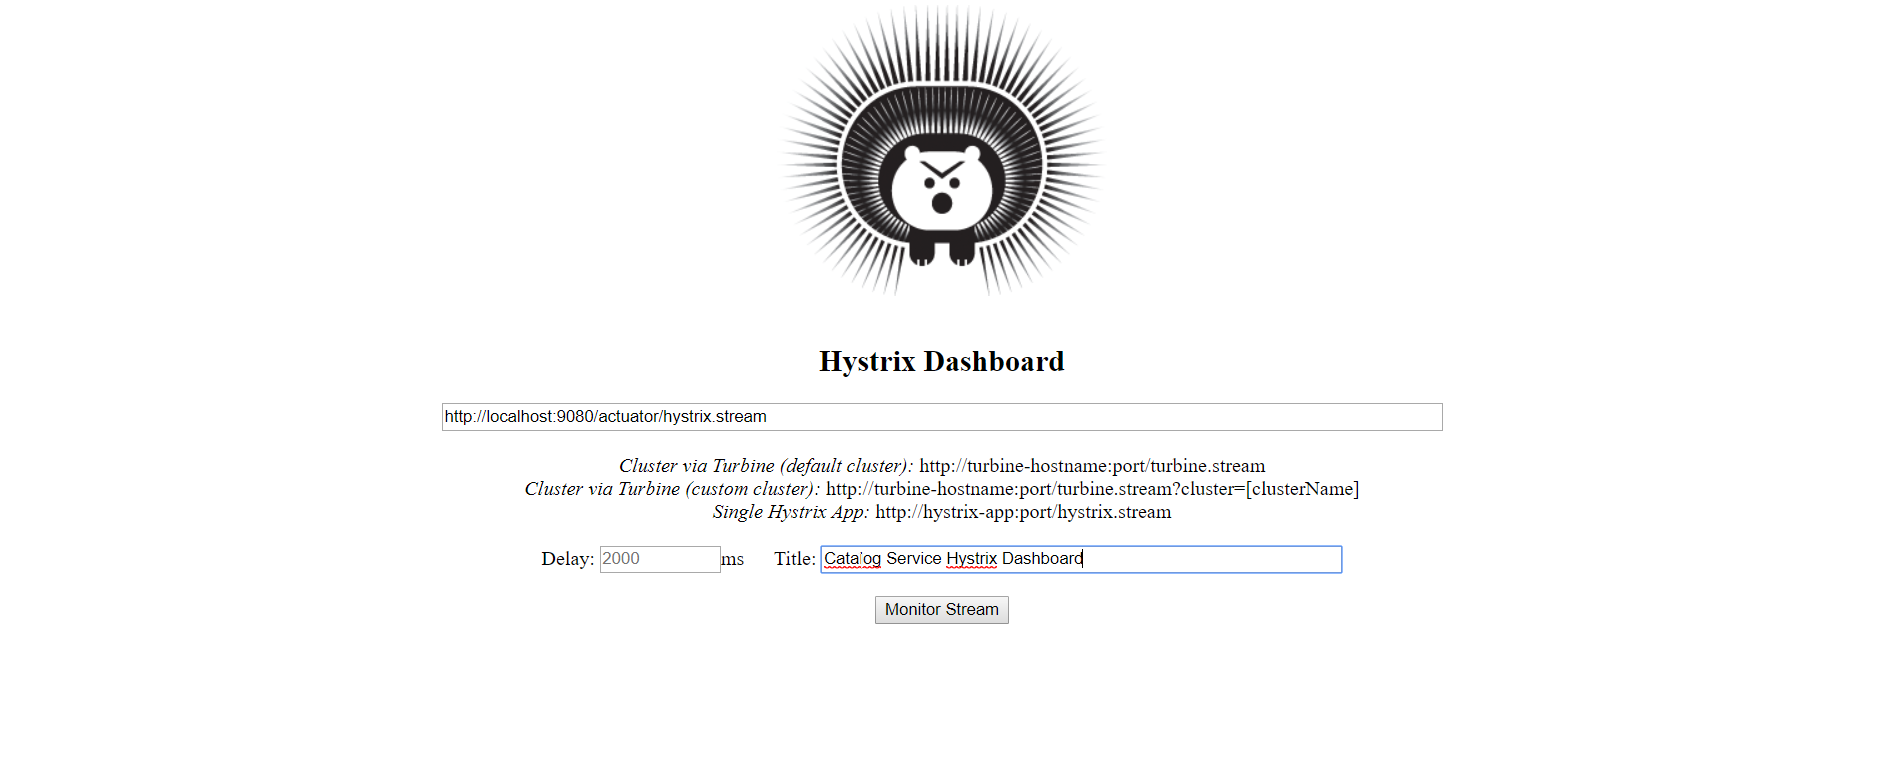 Hystrix Dashboard
http://localhost:9080/actuator/hystrix.stream
Cluster via Turbine (default cluster): http://turbine-hostname:port/turbine.stream
Cluster via Turbine (custom cluster): http://turbine-hostname:port/turbine.stream?cluster=[clusterName]
Single Hystrix App: http://hystrix-app:port/hystrix.stream
Delay: 2000 ms Title: Catalog Service Hystrix Dashboard
Monitor Stream